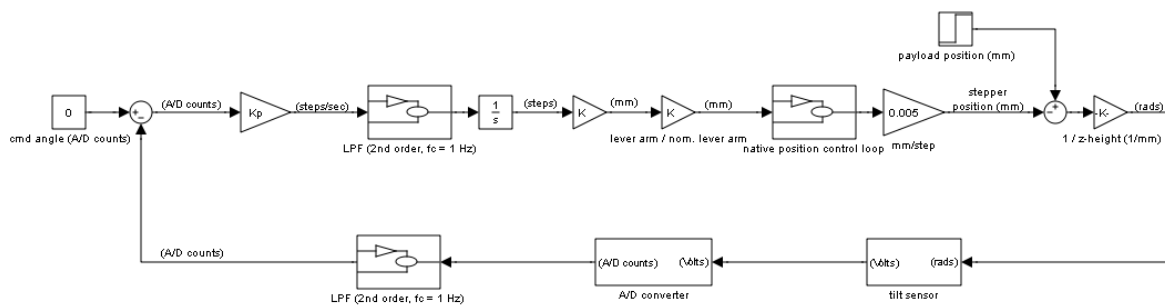 payload position (mm)
0
cmd angle (A/D counts)
(A/D counts)
Kp
(steps/sec)
LPF (2nd order, fc = 1 Hz)
1
s
(steps)
K
(mm)
K
(mm)
lever arm / nom. lever arm
native position control loop
0.005
mm/step
stepper
position (mm)
-K-
(rads)
1 / z-height (1/mm)
(A/D counts)
LPF (2nd order, fc = 1 Hz)
(A/D counts)
(Volts)
A/D converter
(Volts)
(rads)
tilt sensor